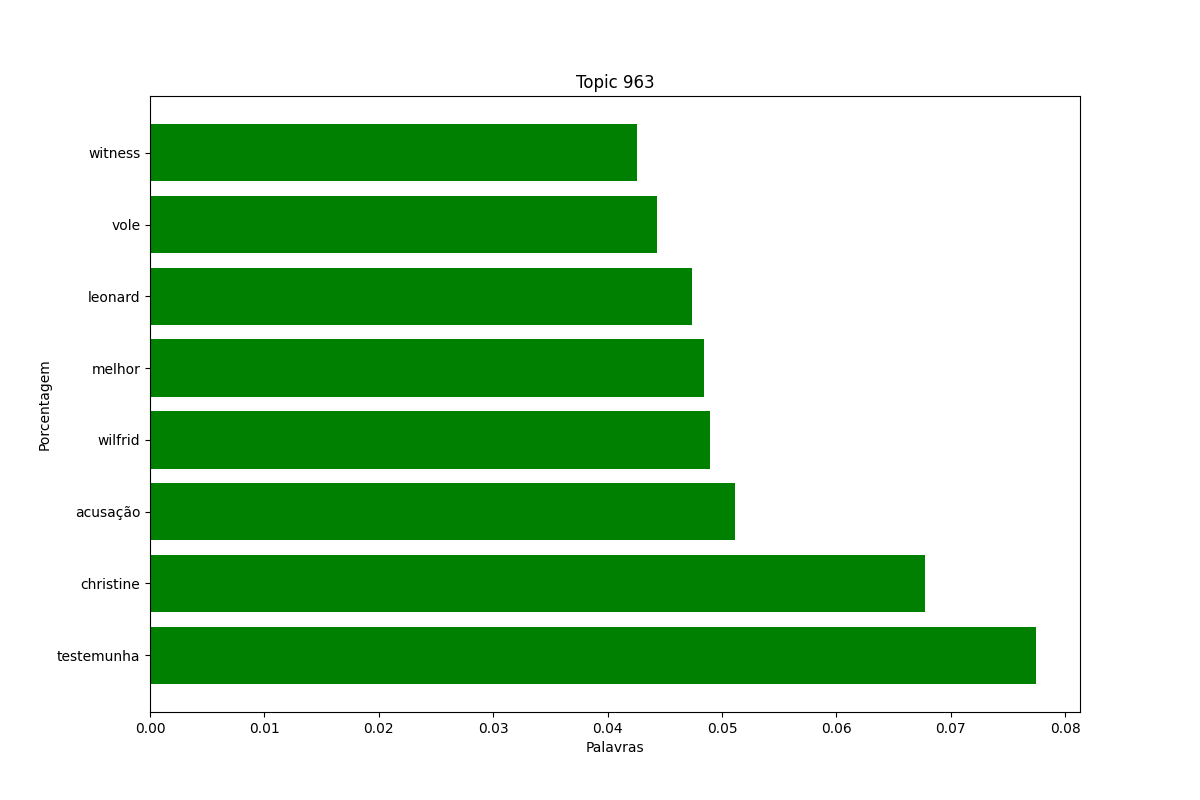 Topic 963
witness
vole
leonard
melhor
wilfrid
acusação
christine
testemunha
Porcentagem
0.00 0.01 0.02 0.03 0.04 0.05 0.06 0.07 0.08
Palavras